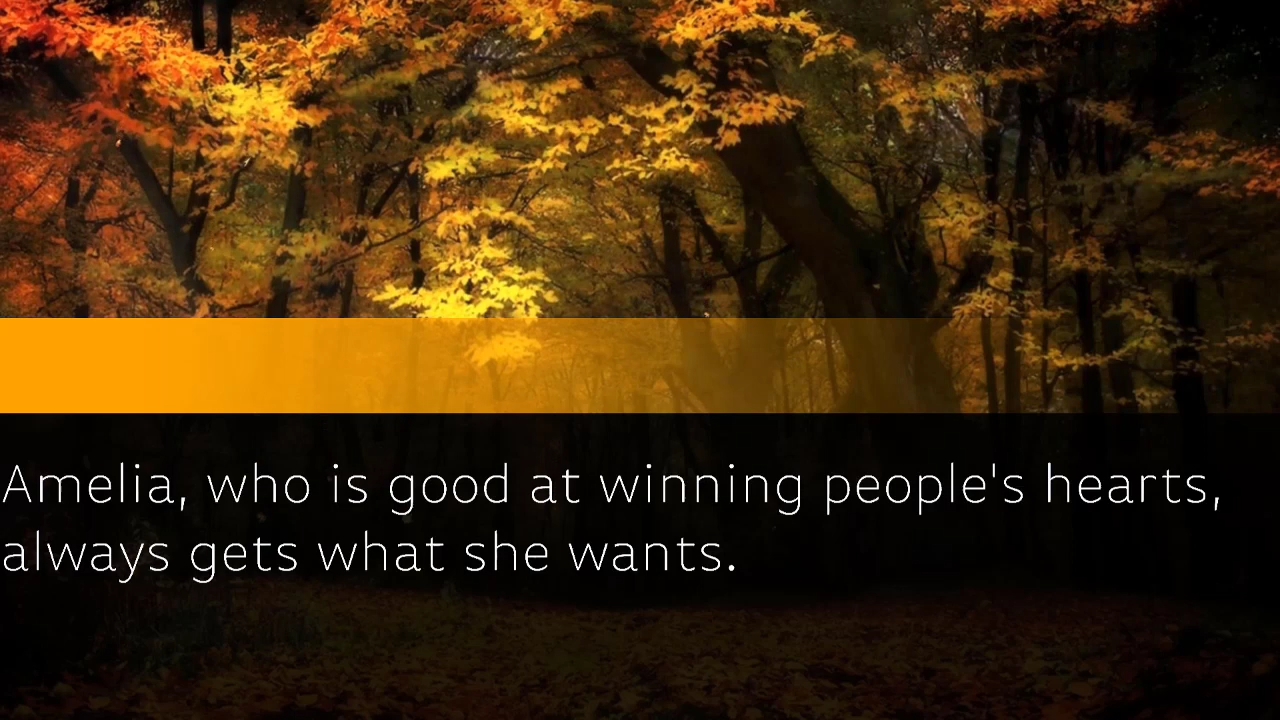 Amelia, who is good at winning people's hearts,
always gets what she wants.